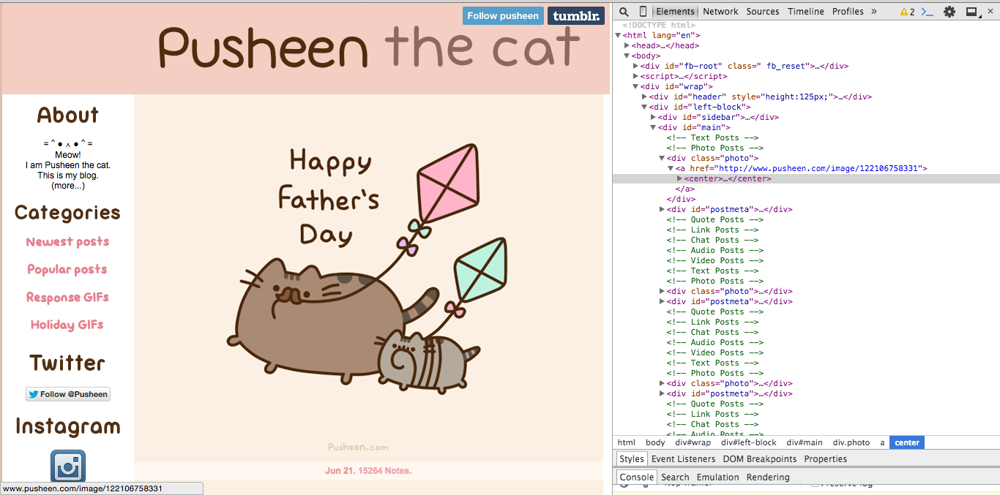 Follow pusheen
tumblr.
Pusheen the cat
About
=^●ᆺ●^=
Meow!
I am Pusheen the cat.
This is my blog.
(more...)
Categories
Newest posts
Popular posts
Response GIFs
Holiday GIFs
Twitter
Follow @Pusheen
Instagram
www.pusheen.com/image/122106758331
Happy
Father's
Day
Pusheen.com
Jun 21. 15264 Notes.
Elements Network Sources Timeline Profiles » 2
<!DOCTYPE html>
<html lang="en">
<head>…</head>
<body>
<div id="fb-root" class=" fb_reset">…</div>
<script>…</script>
<div id="wrap">
<div id="header" style="height:125px;">…</div>
<div id="left-block">
<div id="sidebar">…</div>
<div id="main">
<!-- Text Posts -->
<!-- Photo Posts -->
<div class="photo">
<a href="http://www.pusheen.com/image/122106758331">
<center>…</center>
</a>
</div>
<div id="postmeta">…</div>
<!-- Quote Posts -->
<!-- Link Posts -->
<!-- Chat Posts -->
<!-- Audio Posts -->
<!-- Video Posts -->
<!-- Text Posts -->
<!-- Photo Posts -->
<div class="photo">…</div>
<div id="postmeta">…</div>
<!-- Quote Posts -->
<!-- Link Posts -->
<!-- Chat Posts -->
<!-- Audio Posts -->
<!-- Video Posts -->
<!-- Text Posts -->
<!-- Photo Posts -->
<div class="photo">…</div>
<div id="postmeta">…</div>
<!-- Quote Posts -->
<!-- Link Posts -->
<!-- Chat Posts -->
<!-- Audio Posts -->
html body div#wrap div#left-block div#main div.photo a center
Styles Event Listeners DOM Breakpoints Properties
Console Search Emulation Rendering
Preserve log